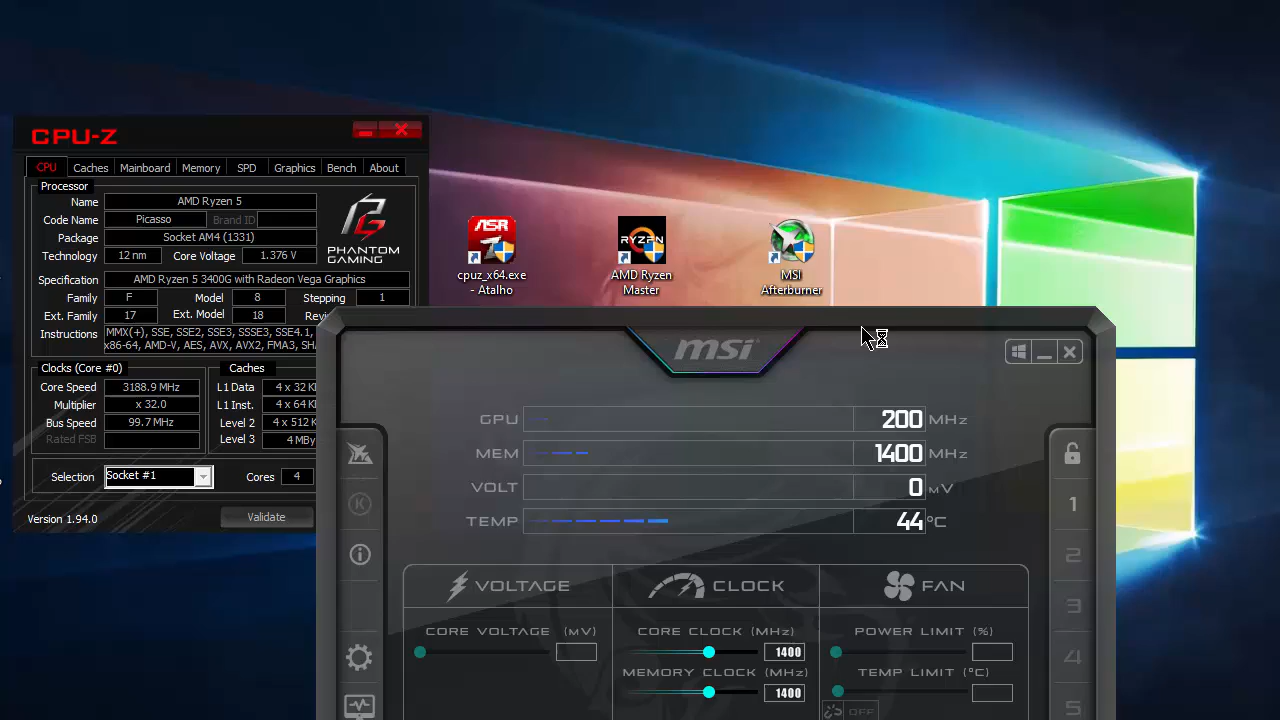 CPU-Z
CPU Caches Mainboard Memory SPD Graphics Bench About
Processor
Name AMD Ryzen 5
Code Name Picasso Brand ID
Package Socket AM4 (1331)
Technology 12 nm Core Voltage 1.376 V
PHANTOM
GAMING
Specification AMD Ryzen 5 3400G with Radeon Vega Graphics
Family F Model 8 Stepping 1
Ext. Family 17 Ext. Model 18 Revi
Instructions MMX(+), SSE, SSE2, SSE3, SSSE3, SSE4.1,
x86-64, AMD-V, AES, AVX, AVX2, FMA3, SHA
Clocks (Core #0) Caches
Core Speed 3188.9 MHz L1 Data 4 x 32 K
Multiplier x 32.0 L1 Inst. 4 x 64 K
Bus Speed 99.7 MHz Level 2 4 x 512 K
Rated FSB Level 3 4 MBy
Selection Socket #1 Cores 4
Version 1.94.0 Validate
ASR
cpuz_x64.exe
- Atalho
RYZEN
AMD Ryzen
Master
MSI
Afterburner
msi
GPU 200 MHz
MEM 1400 MHz
VOLT 0 mV
TEMP 44 °C
K
1
2
3
4
5
VOLTAGE CLOCK FAN
CORE VOLTAGE (MV) CORE CLOCK (MHz) 1400 POWER LIMIT (%)
MEMORY CLOCK (MHz) 1400 TEMP LIMIT (°C)
OFF